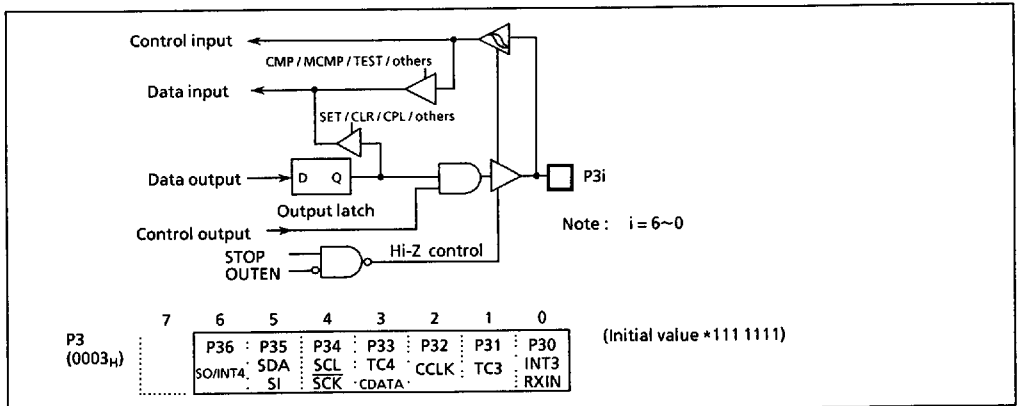 Control input
CMP / MCMP / TEST / others
Data input
SET / CLR / CPL / others
Data output
D Q
P3i
Output latch
Note : i = 6~0
Control output
STOP
Hi-Z control
OUTEN
7 6 5 4 3 2 1 0
P3
(0003H)
P36 P35 P34 P33 P32 P31 P30
SO/INT4 SDA SCL TC4 CCLK TC3 INT3
SI SCK CDATA RXIN
(Initial value *111 1111)